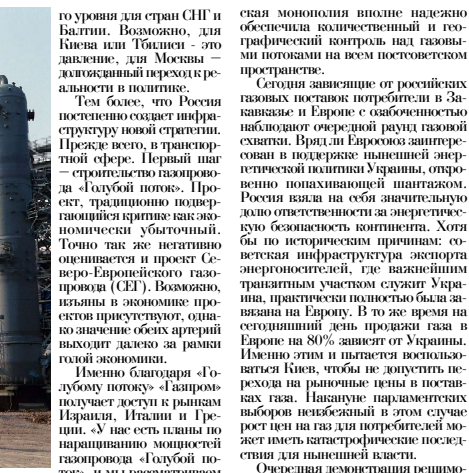 го уровня для стран СНГ и
Балтии. Возможно, для
Киева или Тбилиси - это
давление, для Москвы —
долгожданный переход к ре-
альности в политике.
Тем более, что Россия
постепенно создает инфра-
структуру новой стратегии.
Прежде всего, в транспорт-
тной сфере. Первый шаг
— строительство газопрово-
да «Голубой поток». Про-
ект, традиционно подвер-
гающийся критике как эко-
номически убыточный.
Точно так же негативно
оценивается и проект Се-
веро-Европейского газо-
провода (СЕГ). Возможно,
изъяны в экономике про-
ектов присутствуют, одна-
ко значение обеих артерий
выходит далеко за рамки
голой экономики.
Именно благодаря «Го-
лубому потоку» «Газпром»
получает доступ к рынкам
Израиля, Италии и Гре-
ции. «У нас есть планы по
наращиванию мощностей
газопровода «Голубой по-
ток», и мы рассматриваем
ская монополия вполне надежно
обеспечила количественный и гео-
графический контроль над газовы-
ми потоками на всем постсоветском
пространстве.
Сегодня зависящие от российских
газовых поставок потребители в За-
кавказье и Европе с озабоченностью
наблюдают очередной раунд газовой
схватки. Вряд ли Евросоюз заинтере-
сован в поддержке нынешней энер-
гетической политики Украины, откро-
венно попахивающей шантажом.
Россия взяла на себя значительную
долю ответственности за энергетичес-
кую безопасность континента. Хотя
бы по историческим причинам: со-
ветская инфраструктура экспорта
энергоносителей, где важнейшим
транзитным участком служит Укра-
ина, практически полностью была за-
вязана на Европу. В то же время на
сегодняшний день продажи газа в
Европе на 80% зависят от Украины.
Именно этим и пытается воспользо-
ваться Киев, чтобы не допустить пе-
рехода на рыночные цены в постав-
ках газа. Накануне парламентских
выборов неизбежный в этом случае
рост цен на газ для потребителей мо-
жет иметь катастрофические послед-
ствия для нынешней власти.
Очередная демонстрация решимо-